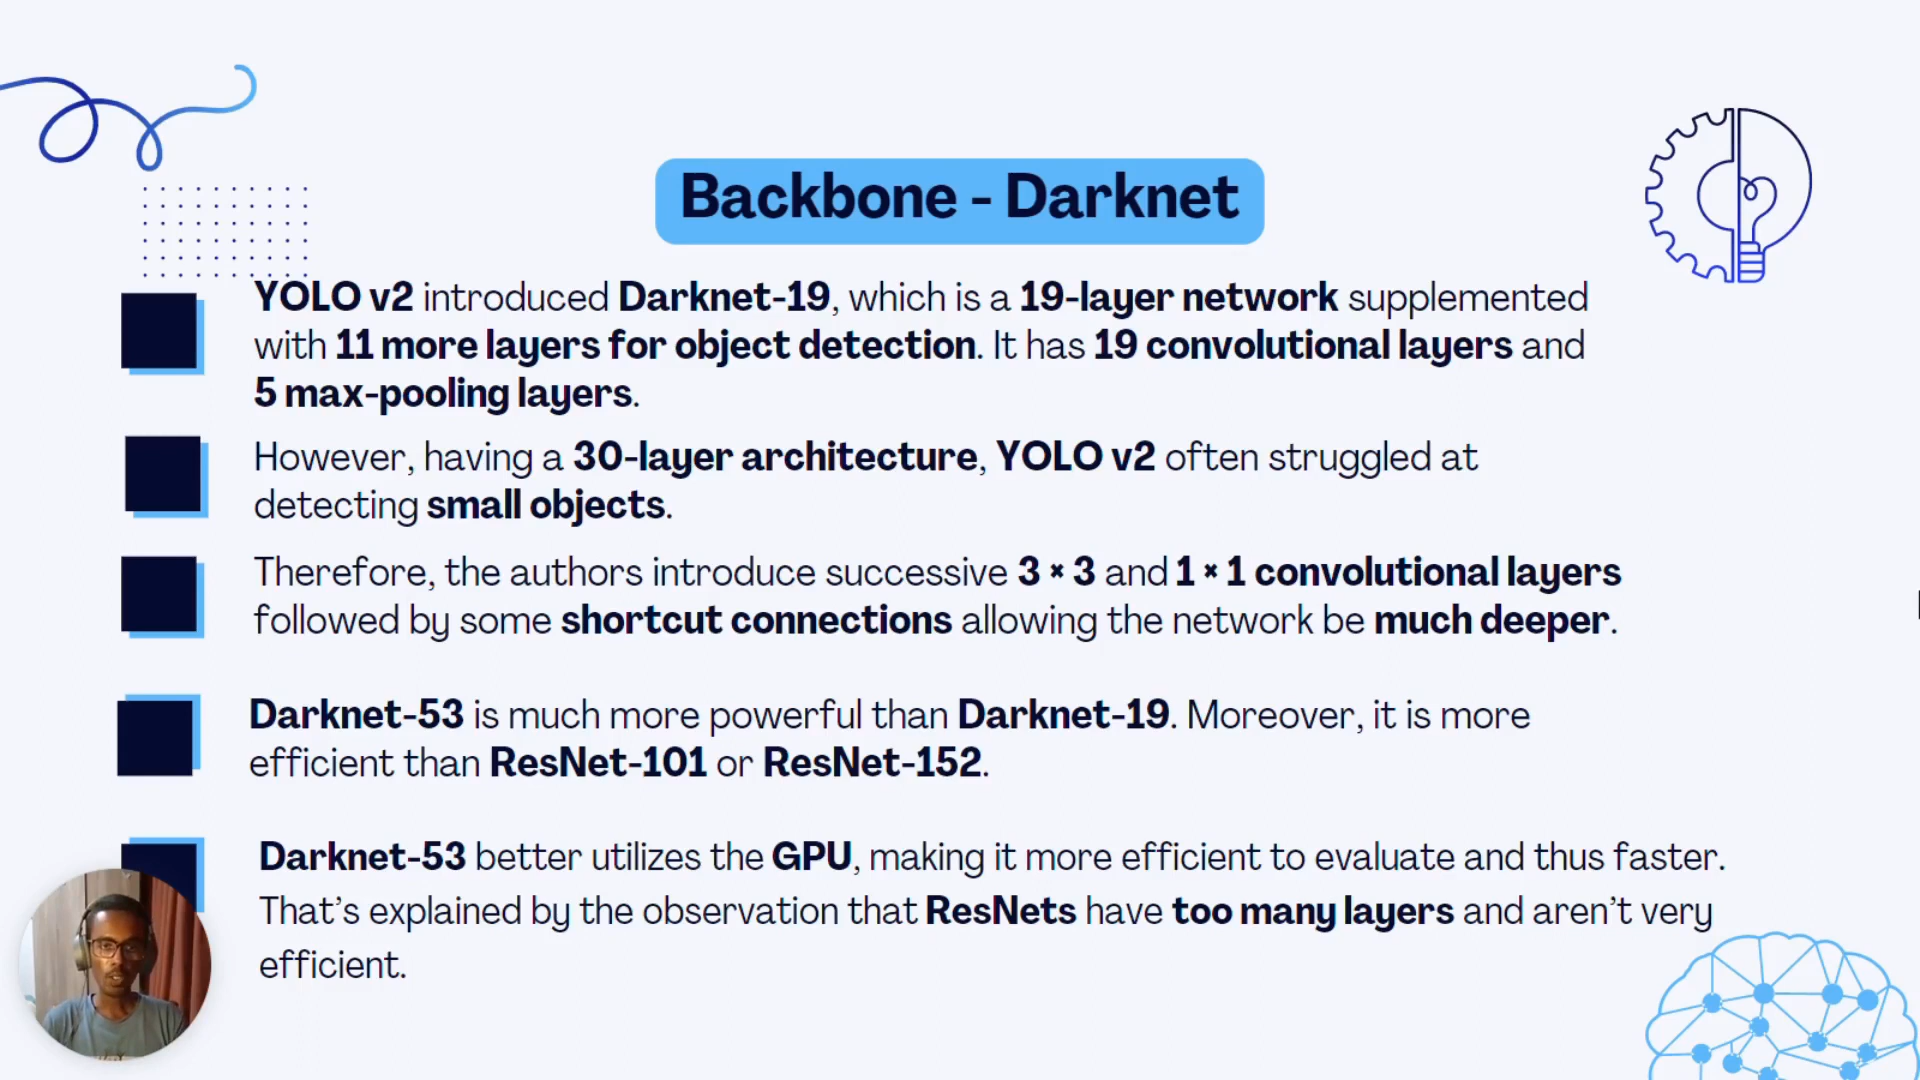 Backbone - Darknet
YOLO v2 introduced Darknet-19, which is a 19-layer network supplemented
with 11 more layers for object detection. It has 19 convolutional layers and
5 max-pooling layers.
However, having a 30-layer architecture, YOLO v2 often struggled at
detecting small objects.
Therefore, the authors introduce successive 3 × 3 and 1 × 1 convolutional layers
followed by some shortcut connections allowing the network be much deeper.
Darknet-53 is much more powerful than Darknet-19. Moreover, it is more
efficient than ResNet-101 or ResNet-152.
Darknet-53 better utilizes the GPU, making it more efficient to evaluate and thus faster.
That’s explained by the observation that ResNets have too many layers and aren’t very
efficient.